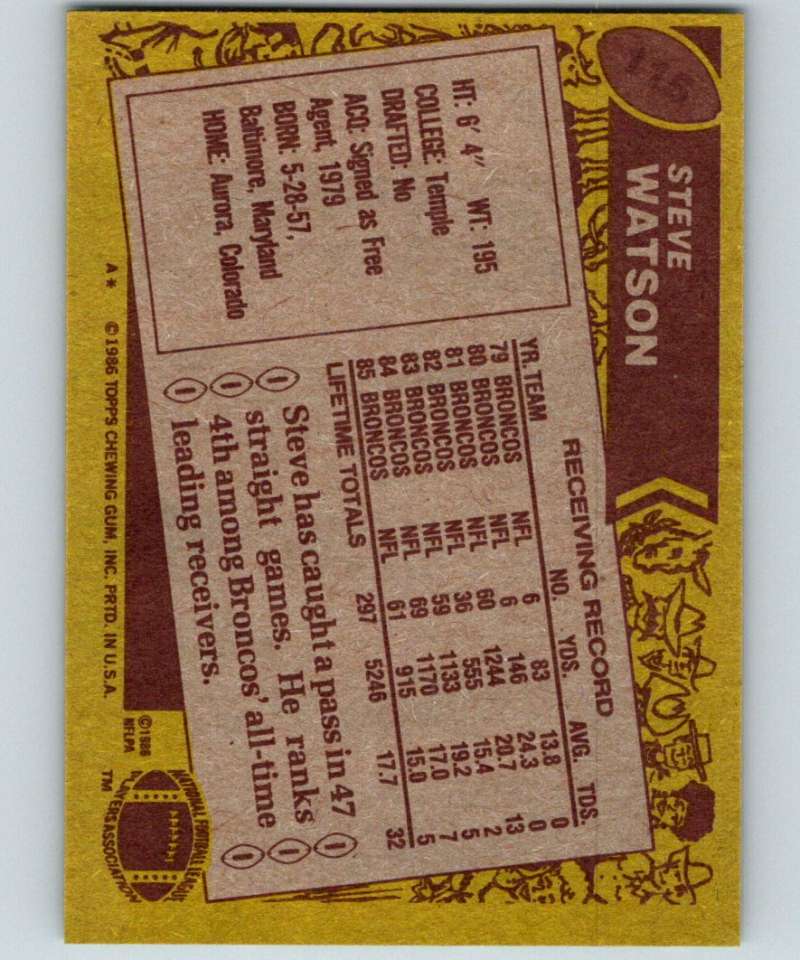 115
STEVE
WATSON
HT: 6' 4" WT: 195
COLLEGE: Temple
DRAFTED: No
ACQ: Signed as Free
Agent, 1979
BORN: 5-28-57,
Baltimore, Maryland
HOME: Aurora, Colorado
RECEIVING RECORD
YR. TEAM NO. YDS. AVG. TDS.
79 BRONCOS NFL 6 83 13.8 0
80 BRONCOS NFL 6 146 24.3 0
81 BRONCOS NFL 60 1244 20.7 13
82 BRONCOS NFL 36 555 15.4 2
83 BRONCOS NFL 59 1133 19.2 5
84 BRONCOS NFL 69 1170 17.0 7
85 BRONCOS NFL 61 915 15.0 5
LIFETIME TOTALS 297 5246 17.7 32
Steve has caught a pass in 47
straight games. He ranks
4th among Broncos' all-time
leading receivers.
A* ©1986 TOPPS CHEWING GUM, INC. PRTD. IN U.S.A.
©1986
NFLPA
NATIONAL FOOTBALL LEAGUE
PLAYERS ASSOCIATION
TM